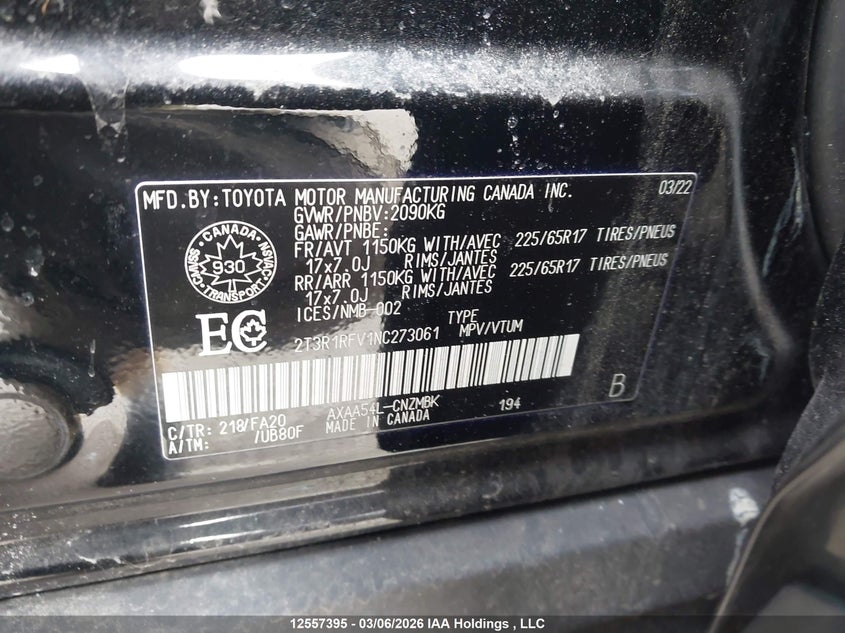 MFD.BY:TOYOTA MOTOR MANUFACTURING CANADA INC. 03/22
GVWR/PNBV:2090KG
GAWR/PNBE:
FR/AVT 1150KG WITH/AVEC 225/65R17 TIRES/PNEUS
17x7.0J RIMS/JANTES
RR/ARR 1150KG WITH/AVEC 225/65R17 TIRES/PNEUS
17x7.0J RIMS/JANTES
ICES/NMB-002 TYPE
2T3R1RFV1NC273061 MPV/VTUM
CANADA
930
TRANSPORT
CMVSS-NSVAC
EC
B
C/TR: 218/FA20 AXAA54L-CNZMBK 194
A/TM: /UB80F MADE IN CANADA
12557395 - 03/06/2026 IAA Holdings , LLC